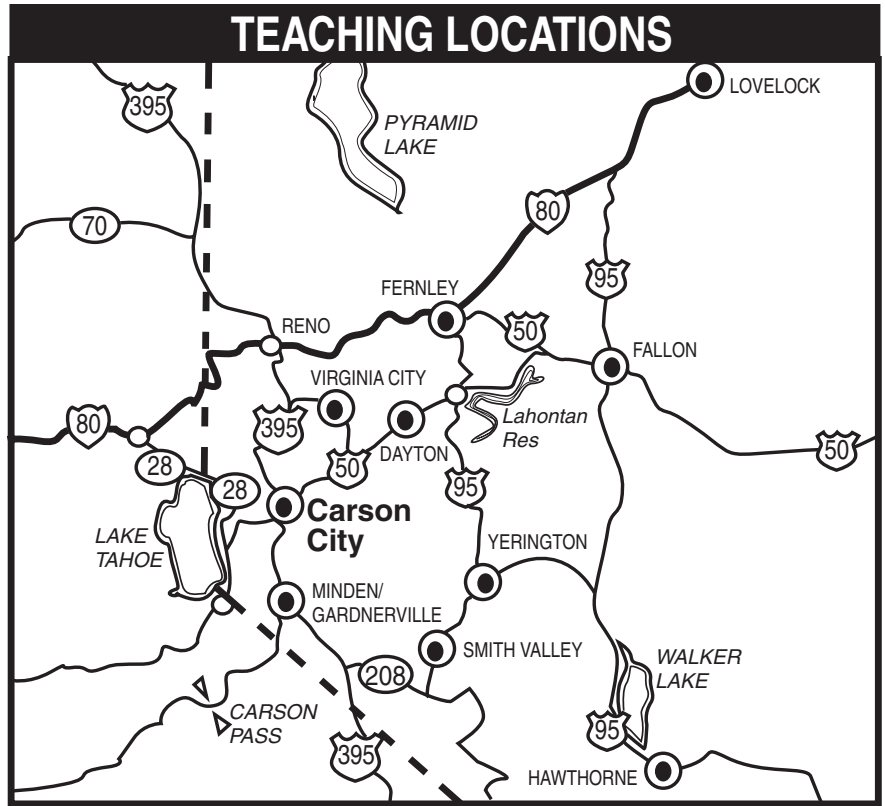 TEACHING LOCATIONS
395
LOVELOCK
PYRAMID
LAKE
80
70
95
FERNLEY
50
RENO
FALLON
VIRGINIA CITY
80
395
Lahontan
Res
DAYTON
50
50
28
28
95
Carson
City
LAKE
TAHOE
YERINGTON
MINDEN/
GARDNERVILLE
SMITH VALLEY
WALKER
LAKE
208
CARSON
PASS
95
395
HAWTHORNE